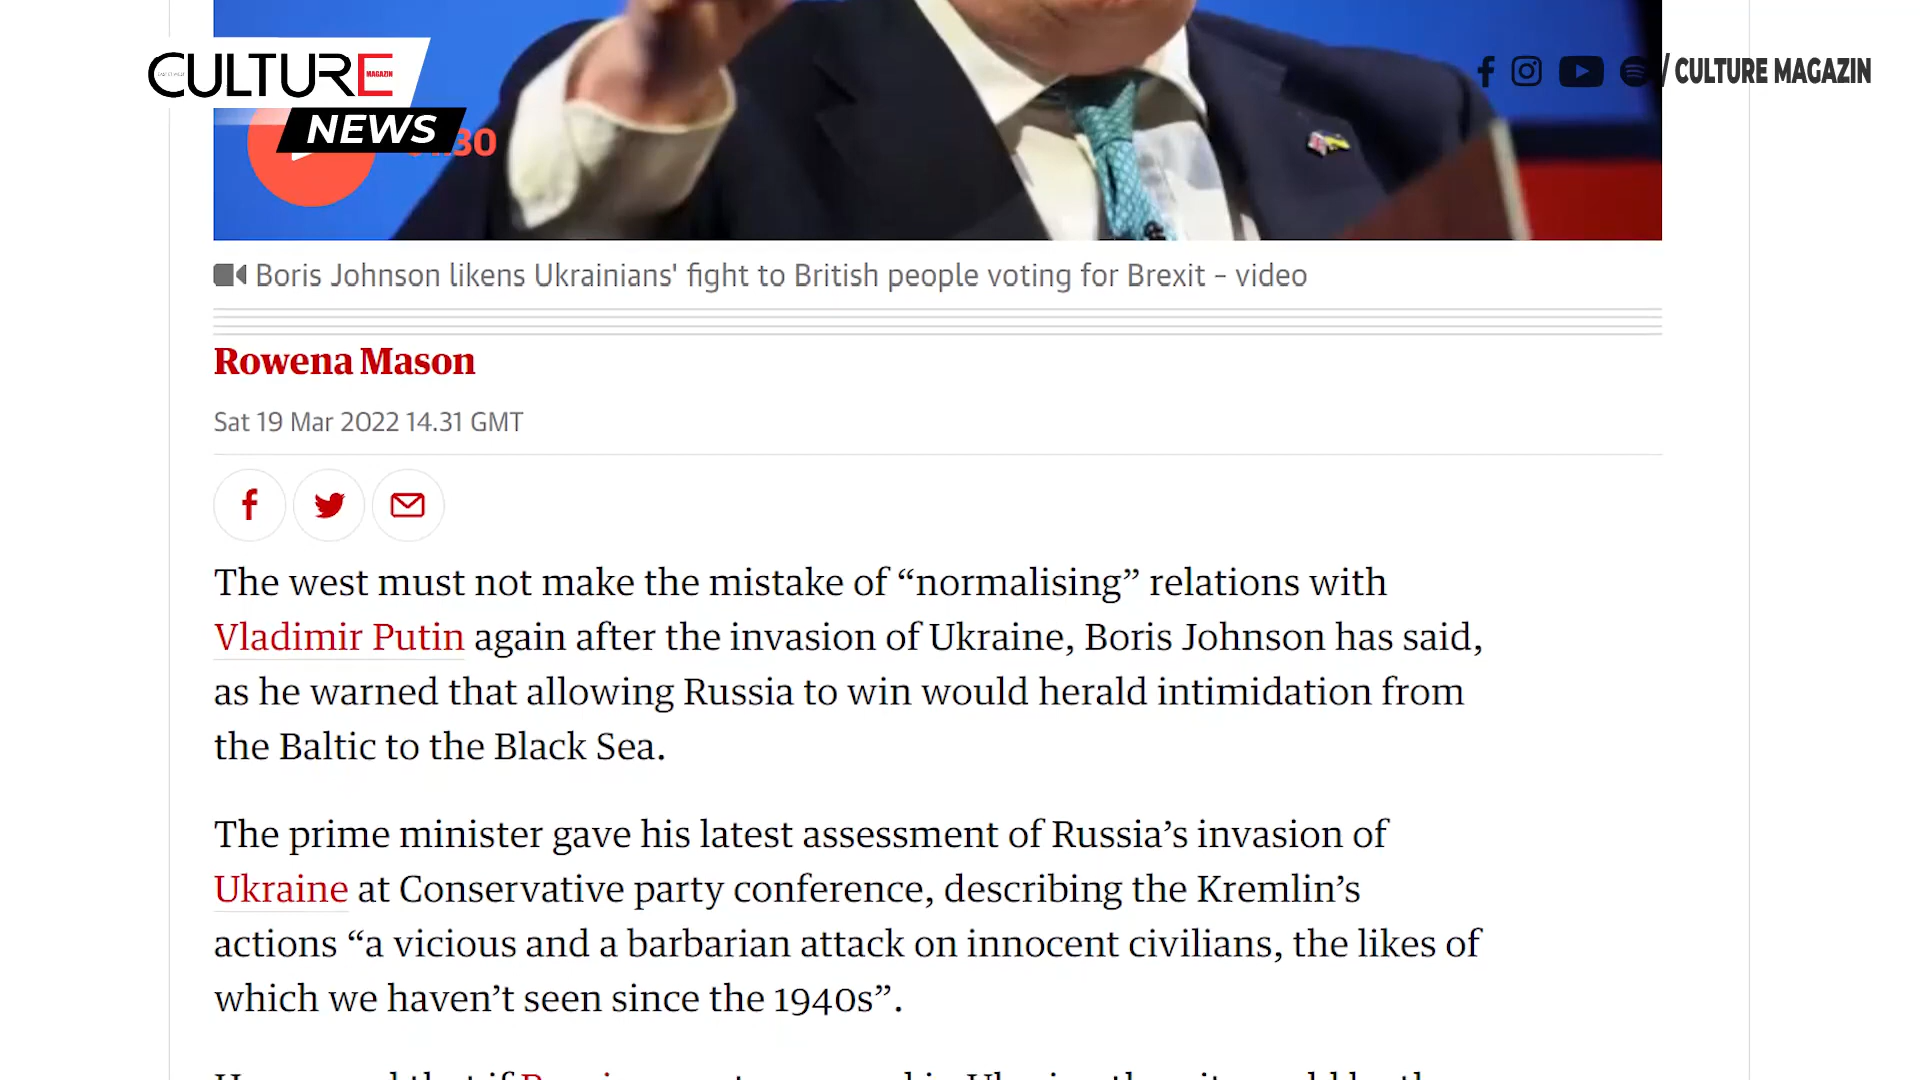 CULTURE
MAGAZIN
NEWS
:30
/ CULTURE MAGAZIN
Boris Johnson likens Ukrainians' fight to British people voting for Brexit – video
Rowena Mason
Sat 19 Mar 2022 14.31 GMT
The west must not make the mistake of “normalising” relations with
Vladimir Putin again after the invasion of Ukraine, Boris Johnson has said,
as he warned that allowing Russia to win would herald intimidation from
the Baltic to the Black Sea.
The prime minister gave his latest assessment of Russia’s invasion of
Ukraine at Conservative party conference, describing the Kremlin’s
actions “a vicious and a barbarian attack on innocent civilians, the likes of
which we haven’t seen since the 1940s”.